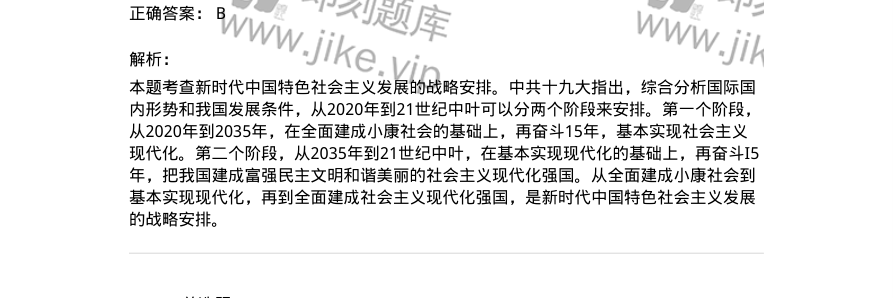 正确答案： B
即刻题库
www.jike.vip
www.jik
解析：
本题考查新时代中国特色社会主义发展的战略安排。中共十九大指出，综合分析国际国
内形势和我国发展条件，从2020年到21世纪中叶可以分两个阶段来安排。第一个阶段，
从2020年到2035年，在全面建成小康社会的基础上，再奋斗15年，基本实现社会主义
现代化。第二个阶段，从2035年到21世纪中叶，在基本实现现代化的基础上，再奋斗I5
年，把我国建成富强民主文明和谐美丽的社会主义现代化强国。从全面建成小康社会到
基本实现现代化，再到全面建成社会主义现代化强国，是新时代中国特色社会主义发展
的战略安排。